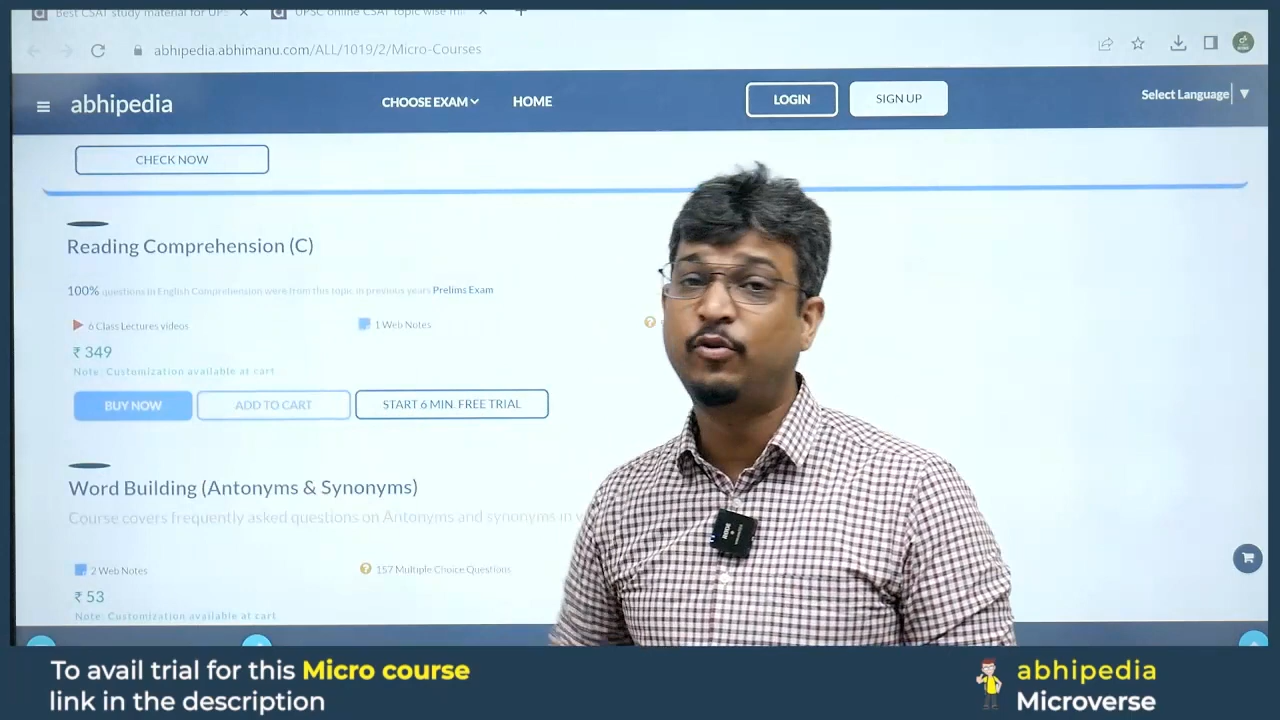 Best CSAT study material for UPS
UPSC online CSAT topic wise
abhipedia.abhimanu.com/ALL/1019/2/Micro-Courses
abhipedia
CHOOSE EXAM
HOME
LOGIN
SIGN UP
Select Language
CHECK NOW
Reading Comprehension (C)
100% questions in English Comprehension were from this topic in previous years Prelims Exam
6 Class Lectures videos
1 Web Notes
₹ 349
Note: Customization available at cart
BUY NOW
ADD TO CART
START 6 MIN. FREE TRIAL
Word Building (Antonyms & Synonyms)
Course covers frequently asked questions on Antonyms and synonyms in
2 Web Notes
157 Multiple Choice Questions
₹ 53
Note: Customization available at cart
To avail trial for this Micro course
link in the description
abhipedia
Microverse